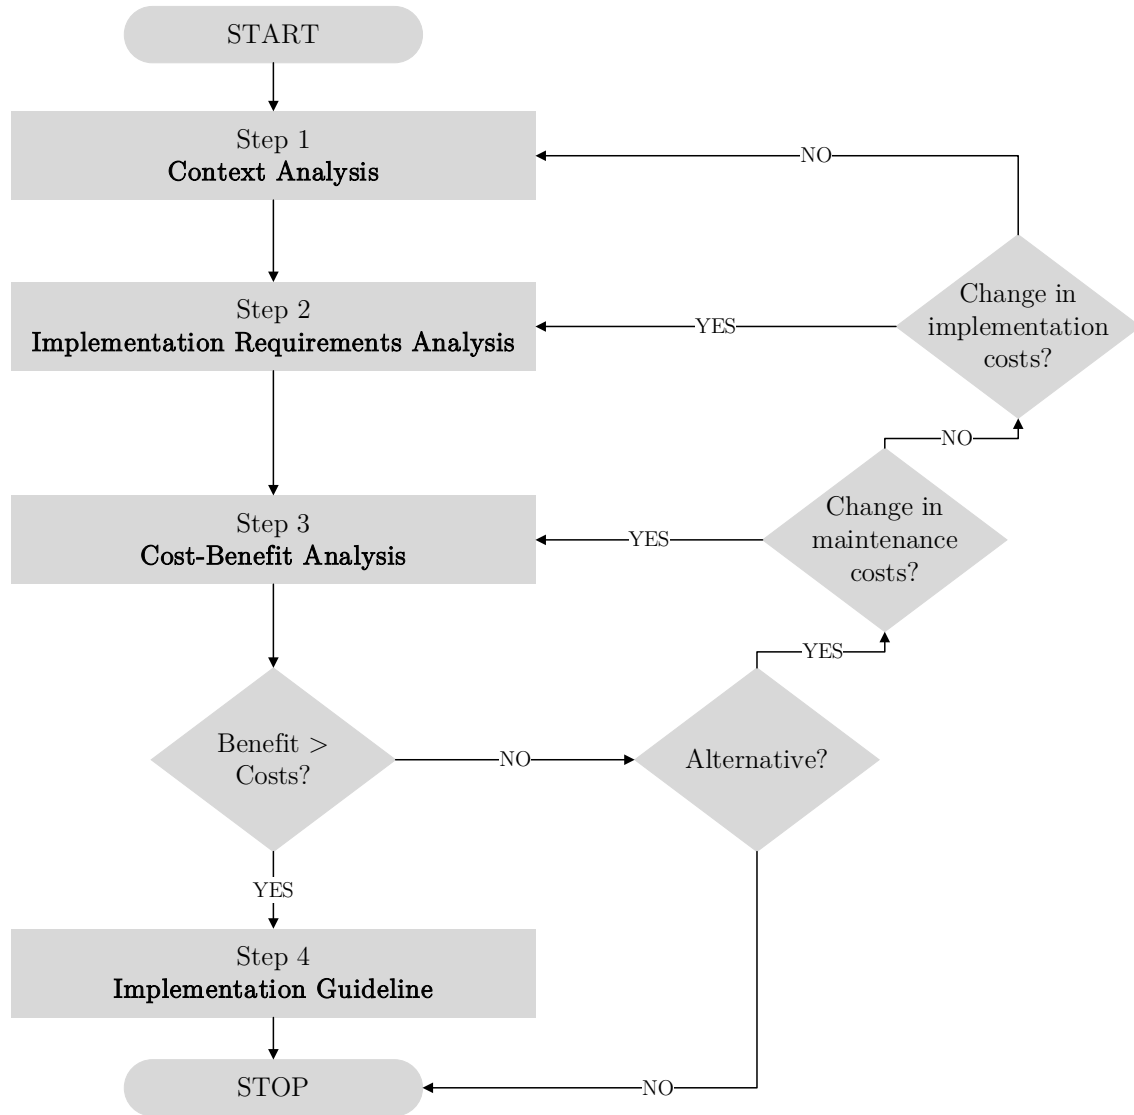 START
Step 1
Context Analysis
NO
Change in
implementation
costs?
Step 2
Implementation Requirements Analysis
YES
NO
Change in
maintenance
costs?
Step 3
Cost-Benefit Analysis
YES
YES
Benefit >
Costs?
NO
Alternative?
YES
Step 4
Implementation Guideline
STOP
NO